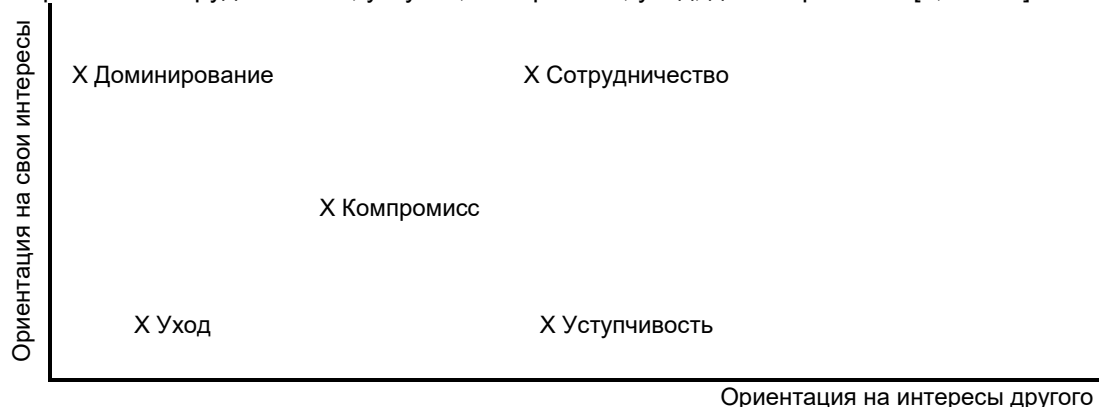 Ориентация на свои интересы
X Доминирование
X Сотрудничество
X Компромисс
X Уход
X Уступчивость
Ориентация на интересы другого